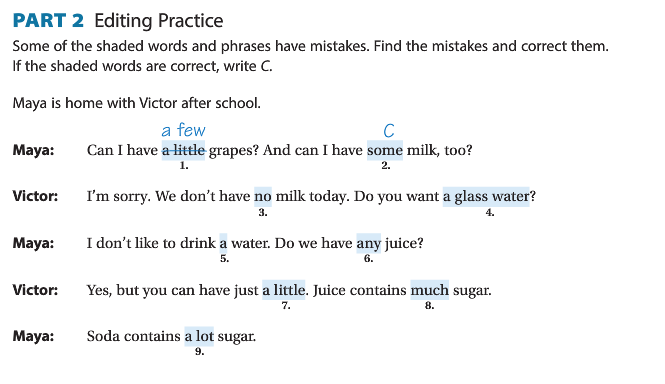 PART 2 Editing Practice
Some of the shaded words and phrases have mistakes. Find the mistakes and correct them.
If the shaded words are correct, write C.
Maya is home with Victor after school.
a few C
Maya: Can I have a little grapes? And can I have some milk, too?
1. 2.
Victor: I'm sorry. We don't have no milk today. Do you want a glass water?
3. 4.
Maya: I don't like to drink a water. Do we have any juice?
5. 6.
Victor: Yes, but you can have just a little. Juice contains much sugar.
7. 8.
Maya: Soda contains a lot sugar.
9.